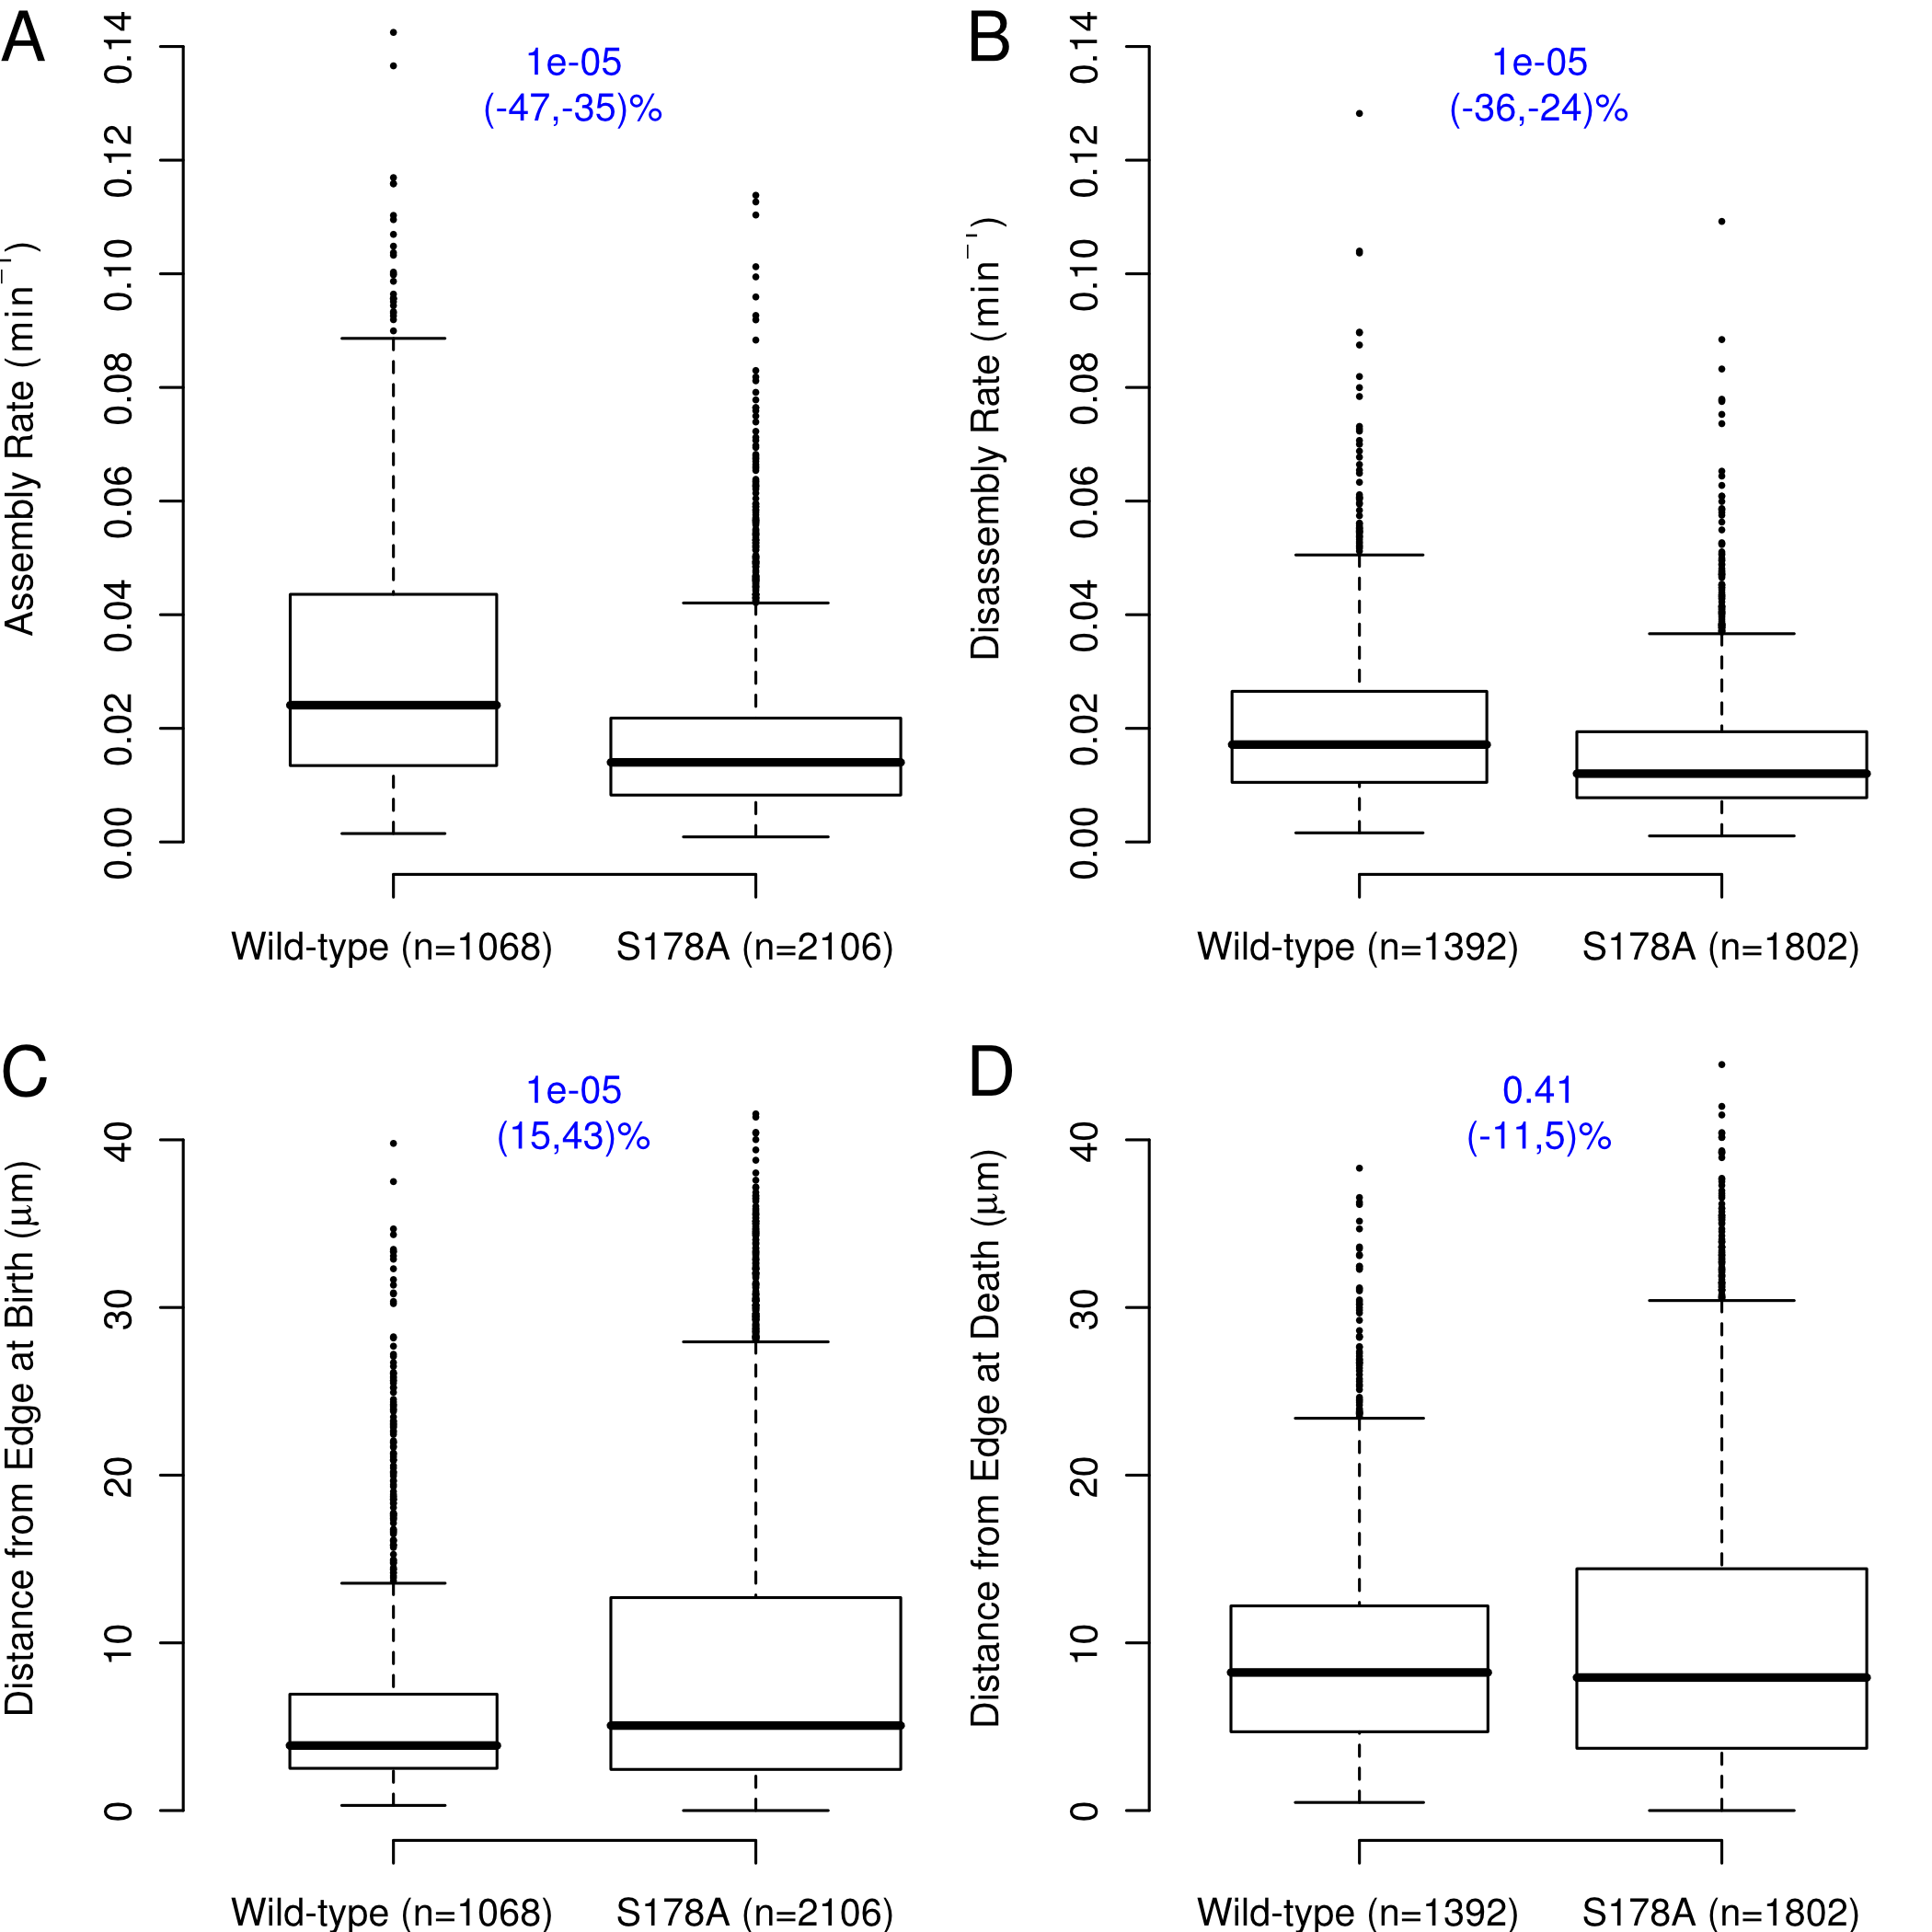 A
1e-05
(-47,-35)%
Assembly Rate (min⁻¹)
0.00
0.02
0.04
0.06
0.08
0.10
0.12
0.14
Wild-type (n=1068)
S178A (n=2106)
B
1e-05
(-36,-24)%
Disassembly Rate (min⁻¹)
0.00
0.02
0.04
0.06
0.08
0.10
0.12
0.14
Wild-type (n=1392)
S178A (n=1802)
C
1e-05
(15,43)%
Distance from Edge at Birth (μm)
0
10
20
30
40
Wild-type (n=1068)
S178A (n=2106)
D
0.41
(-11,5)%
Distance from Edge at Death (μm)
0
10
20
30
40
Wild-type (n=1392)
S178A (n=1802)